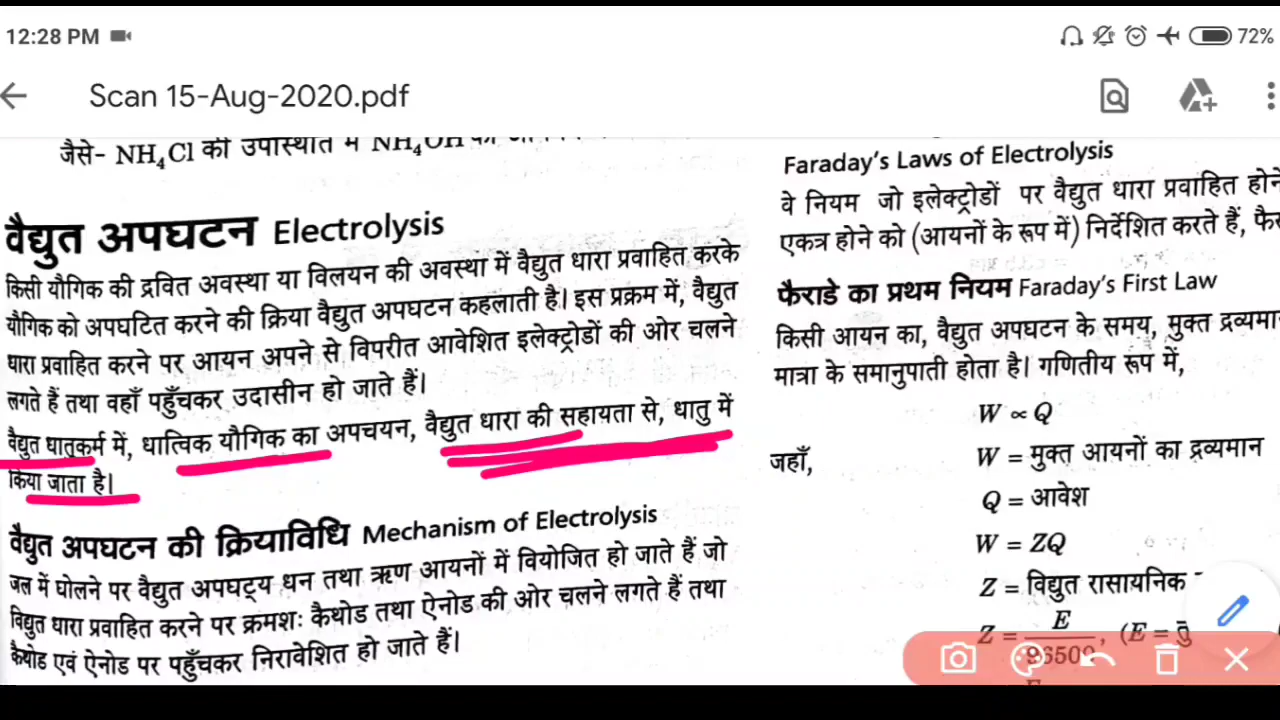 12:28 PM
72%
Scan 15-Aug-2020.pdf
जैसे- NH₄Cl की उपास्थति में NH₄OH
वैद्युत अपघटन Electrolysis
किसी यौगिक की द्रवित अवस्था या विलयन की अवस्था में वैद्युत धारा प्रवाहित करके
यौगिक को अपघटित करने की क्रिया वैद्युत अपघटन कहलाती है। इस प्रक्रम में, वैद्युत
धारा प्रवाहित करने पर आयन अपने से विपरीत आवेशित इलेक्ट्रोडों की ओर चलने
लगते हैं तथा वहाँ पहुँचकर उदासीन हो जाते हैं।
वैद्युत धातुकर्म में, धात्विक यौगिक का अपचयन, वैद्युत धारा की सहायता से, धातु में
किया जाता है।
वैद्युत अपघटन की क्रियाविधि Mechanism of Electrolysis
जल में घोलने पर वैद्युत अपघट्य धन तथा ऋण आयनों में वियोजित हो जाते हैं जो
विद्युत धारा प्रवाहित करने पर क्रमशः कैथोड तथा ऐनोड की ओर चलने लगते हैं तथा
कैथोड एवं ऐनोड पर पहुँचकर निरावेशित हो जाते हैं।
Faraday's Laws of Electrolysis
वे नियम जो इलेक्ट्रोडों पर वैद्युत धारा प्रवाहित होने
एकत्र होने को (आयनों के रूप में) निर्देशित करते हैं,
फैराडे का प्रथम नियम Faraday's First Law
किसी आयन का, वैद्युत अपघटन के समय, मुक्त
मात्रा के समानुपाती होता है। गणितीय रूप में,
W ∝ Q
जहाँ, W = मुक्त आयनों का द्रव्यमान
Q = आवेश
W = ZQ
Z = विद्युत रासायनिक
Z = E/96500, (E =